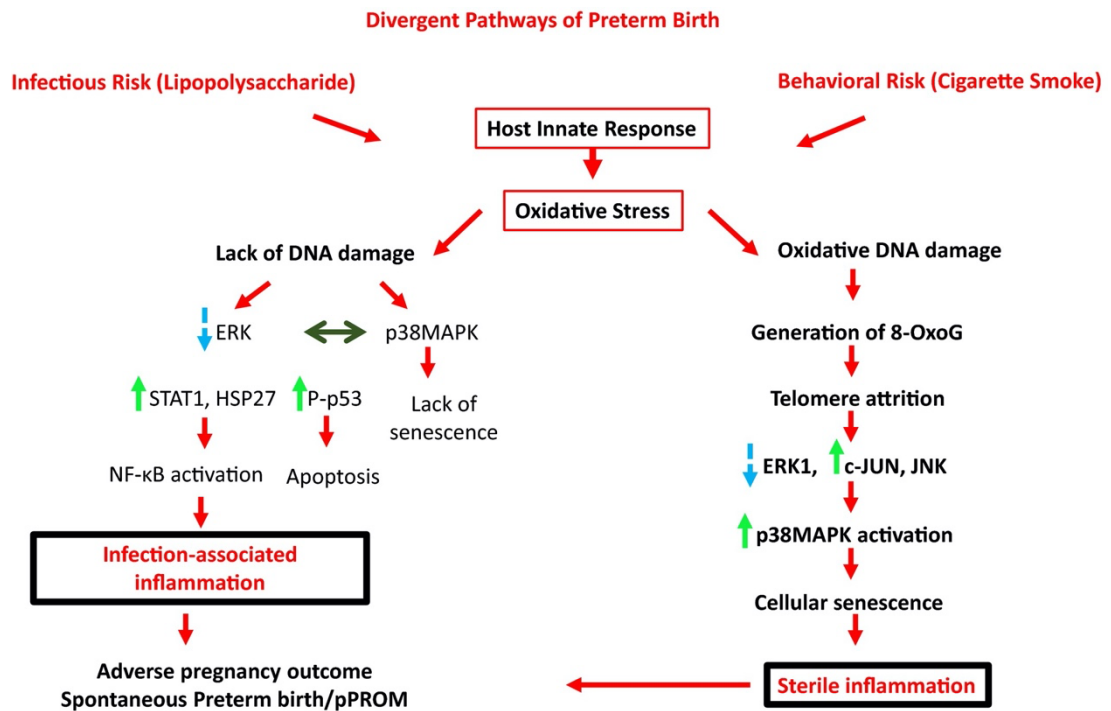 Divergent Pathways of Preterm Birth
Infectious Risk (Lipopolysaccharide)
Behavioral Risk (Cigarette Smoke)
Host Innate Response
Oxidative Stress
Lack of DNA damage
Oxidative DNA damage
ERK
p38MAPK
Generation of 8-OxoG
STAT1, HSP27
P-p53
Lack of
senescence
Telomere attrition
NF-κB activation
Apoptosis
ERK1,
c-JUN, JNK
p38MAPK activation
Infection-associated
inflammation
Cellular senescence
Adverse pregnancy outcome
Spontaneous Preterm birth/pPROM
Sterile inflammation